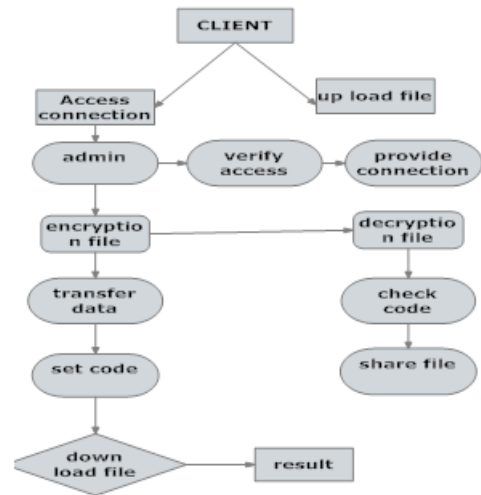 CLIENT
up load file
Access
connection
admin
verify
access
provide
connection
encryptio
n file
decryptio
n file
transfer
data
check
code
set code
share file
down
load file
result